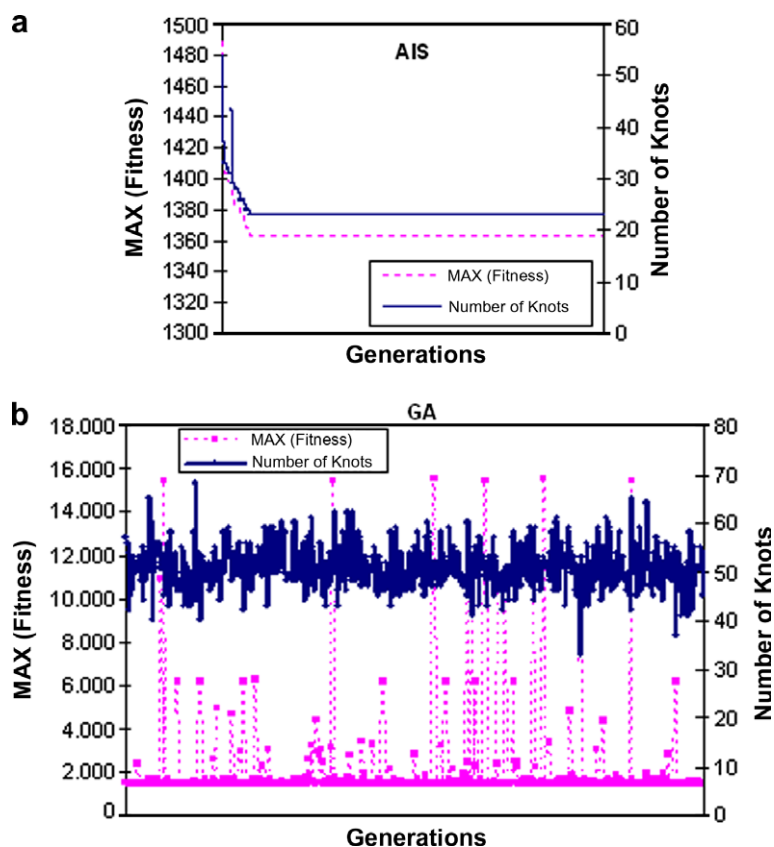 a
AIS
MAX (Fitness)
1500
1480
1460
1440
1420
1400
1380
1360
1340
1320
1300
60
50
40
30
20
10
0
Number of Knots
MAX (Fitness)
Number of Knots
Generations
b
GA
MAX (Fitness)
18.000
16.000
14.000
12.000
10.000
8.000
6.000
4.000
2.000
0
80
70
60
50
40
30
20
10
0
Number of Knots
MAX (Fitness)
Number of Knots
Generations